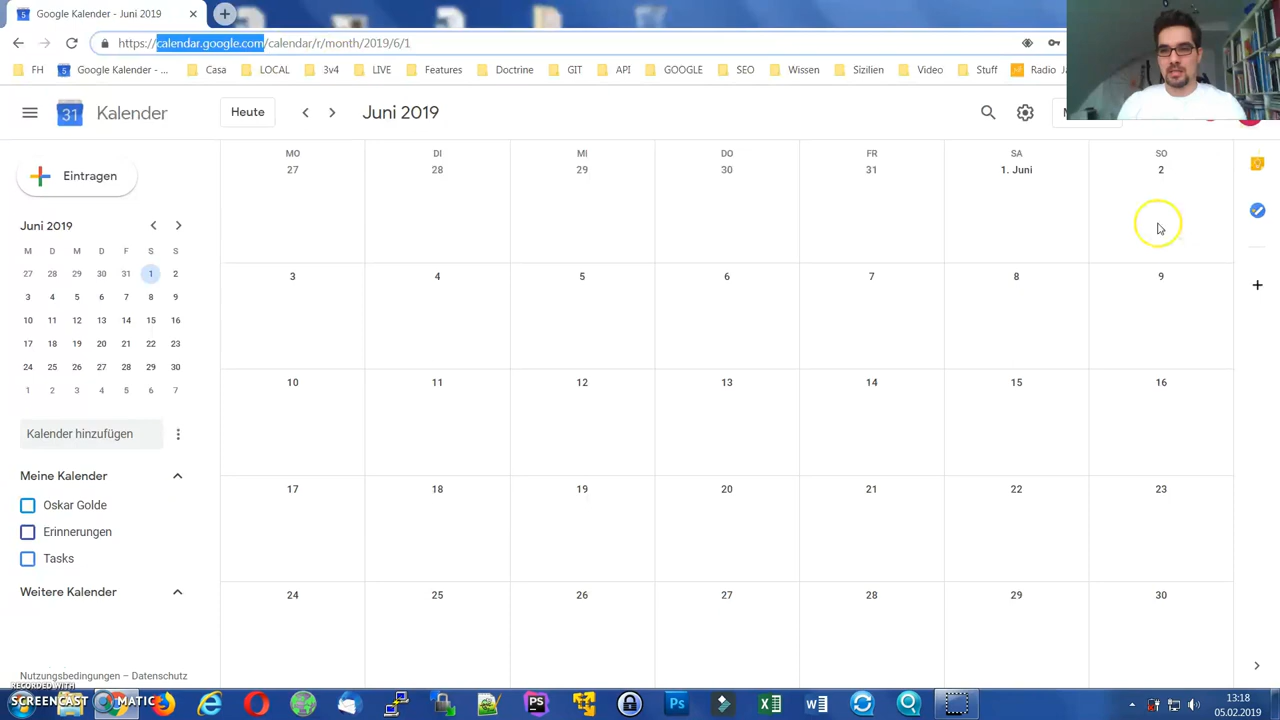 Google Kalender - Juni 2019
https://calendar.google.com/calendar/r/month/2019/6/1
FH Google Kalender - ... Casa LOCAL 3v4 LIVE Features Doctrine GIT API GOOGLE SEO Wissen Sizilien Video Stuff Radio
31 Kalender Heute Juni 2019
Eintragen
MO DI MI DO FR SA SO
27 28 29 30 31 1. Juni 2
3 4 5 6 7 8 9
10 11 12 13 14 15 16
17 18 19 20 21 22 23
24 25 26 27 28 29 30
Juni 2019
M D M D F S S
27 28 29 30 31 1 2
3 4 5 6 7 8 9
10 11 12 13 14 15 16
17 18 19 20 21 22 23
24 25 26 27 28 29 30
1 2 3 4 5 6 7
Kalender hinzufügen
Meine Kalender
Oskar Golde
Erinnerungen
Tasks
Weitere Kalender
Nutzungsbedingungen – Datenschutz
RECORDED WITH
SCREENCAST MATIC
13:18
05.02.2019